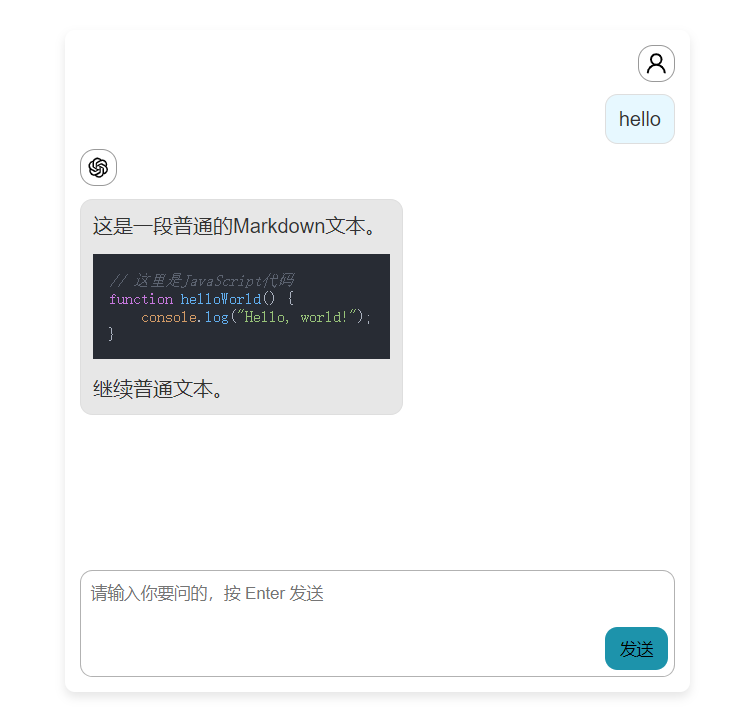 hello
这是一段普通的Markdown文本。
// 这里是JavaScript代码
function helloWorld() {
    console.log("Hello, world!");
}
继续普通文本。
请输入你要问的，按 Enter 发送
发送